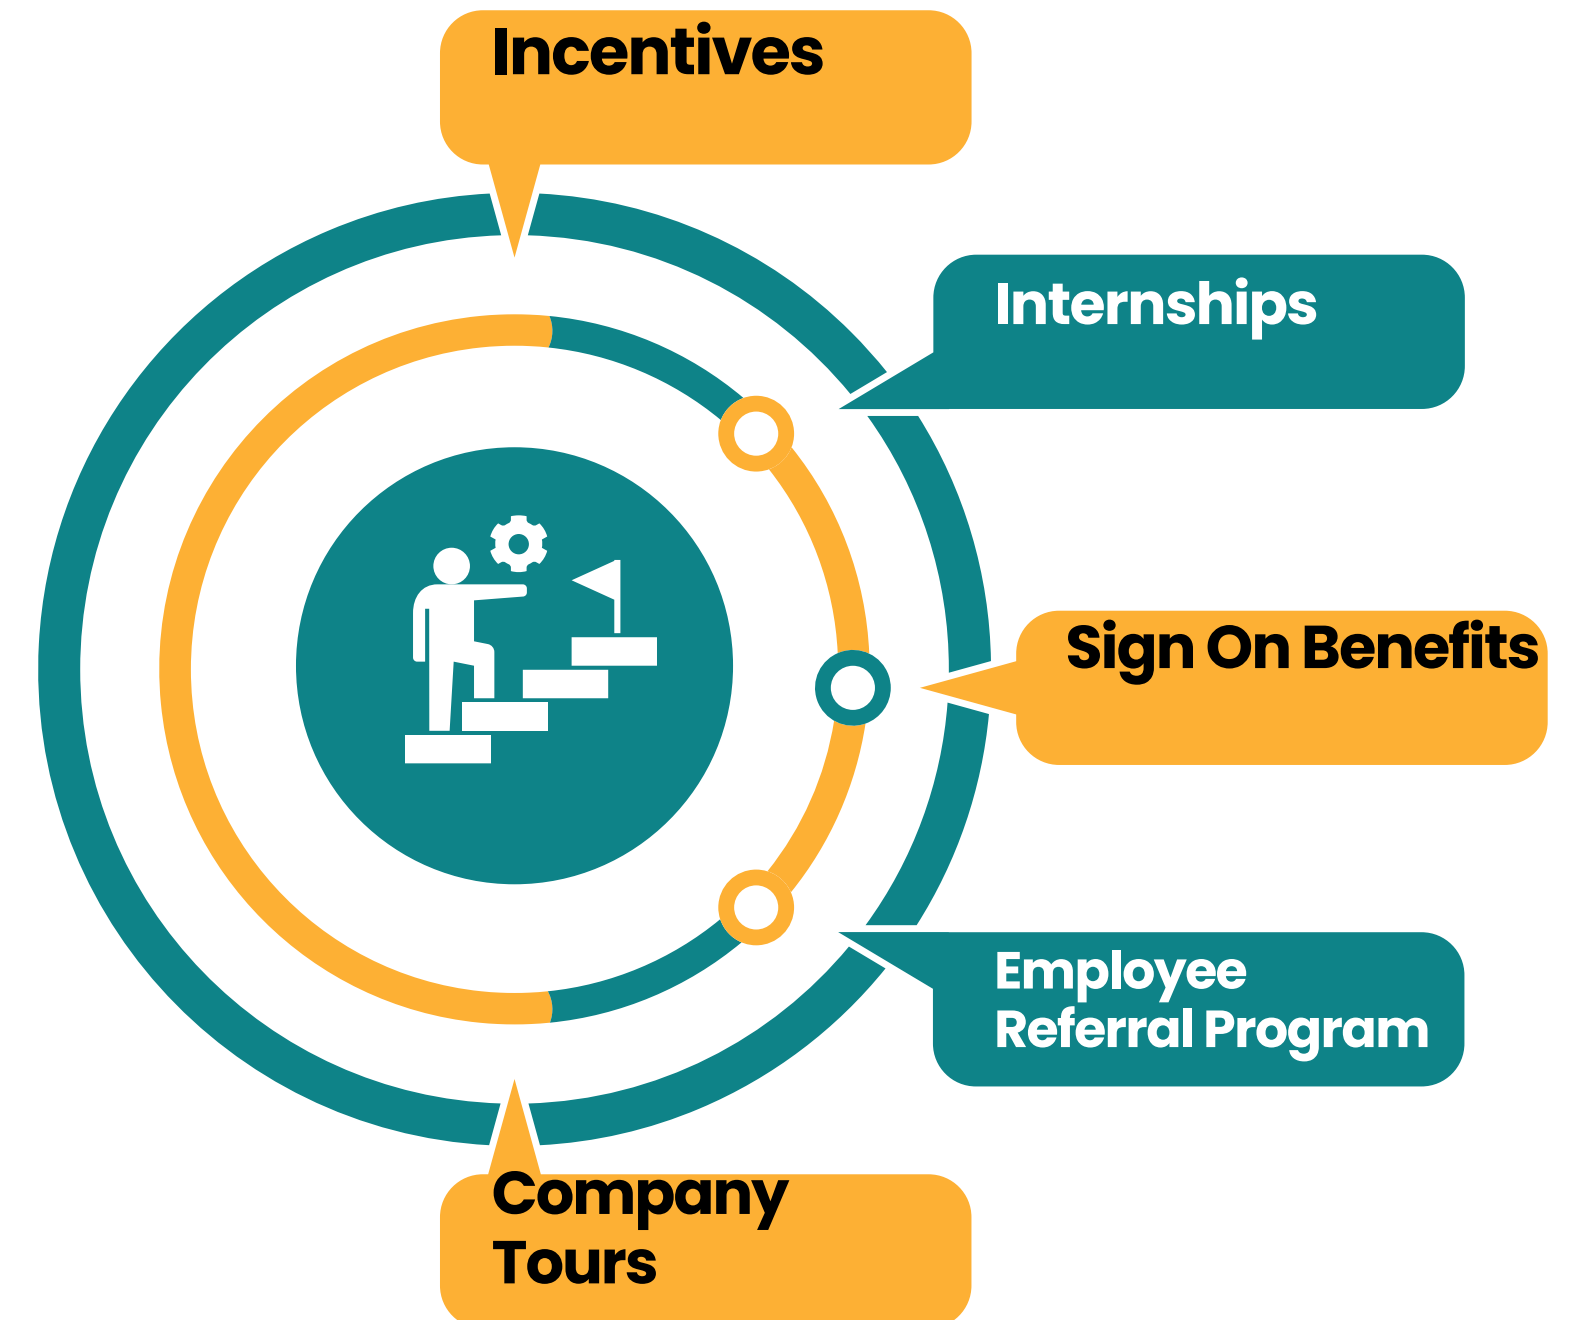 Incentives
Internships
Sign On Benefits
Employee
Referral Program
Company
Tours